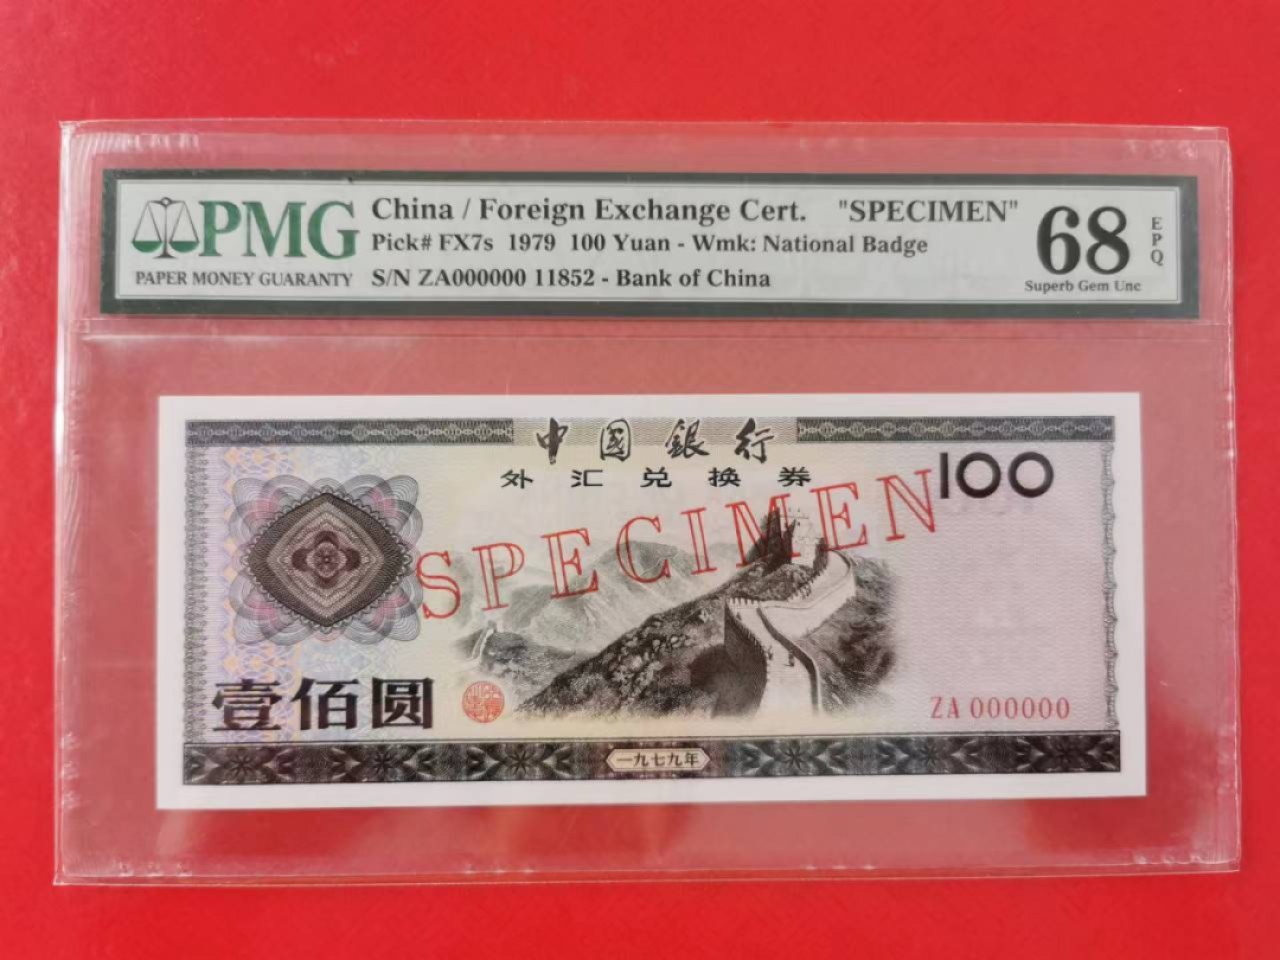 PMG
PAPER MONEY GUARANTY
China / Foreign Exchange Cert. "SPECIMEN"
Pick# FX7s 1979 100 Yuan - Wmk: National Badge
S/N ZA000000 11852 - Bank of China
68
EPQ
Superb Gem Unc
中國銀行
外汇兑换券
100
SPECIMEN
壹佰圆
ZA 000000
一九七九年